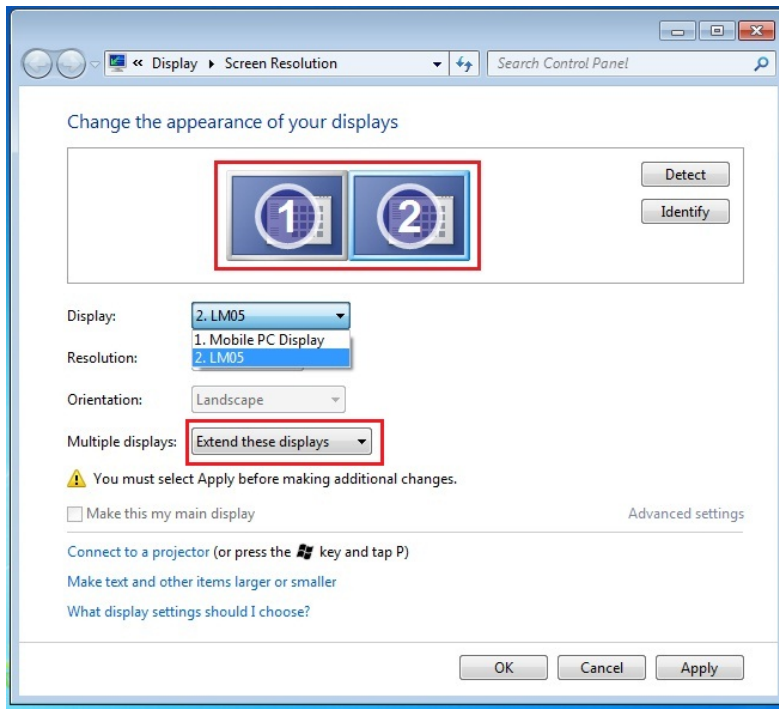 « Display ▸ Screen Resolution
Search Control Panel
Change the appearance of your displays
1
2
Detect
Identify
Display:
2. LM05
1. Mobile PC Display
2. LM05
Resolution:
Orientation:
Landscape
Multiple displays:
Extend these displays
You must select Apply before making additional changes.
Make this my main display
Advanced settings
Connect to a projector (or press the key and tap P)
Make text and other items larger or smaller
What display settings should I choose?
OK
Cancel
Apply